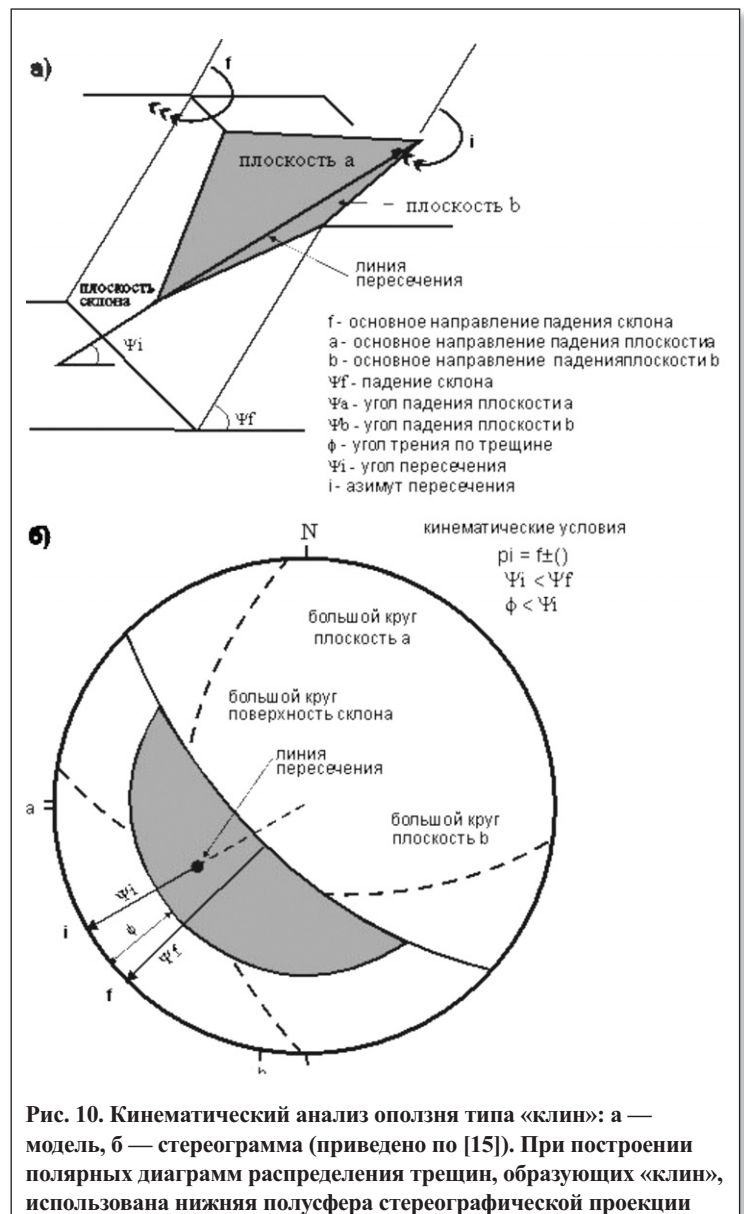 а)
f
i
плоскость а
– плоскость b
линия
пересечения
плоскость
склона
Ψi
Ψf
f - основное направление падения склона
a - основное направление падения плоскостиа
b - основное направление паденияплоскости b
Ψf - падение склона
Ψa - угол падения плоскости а
Ψb - угол падения плоскости b
ϕ - угол трения по трещине
Ψi - угол пересечения
i - азимут пересечения
б)
N
кинематические условия
pi = f±()
Ψi < Ψf
ϕ < Ψi
большой круг
плоскость а
большой круг
поверхность склона
линия
пересечения
a
большой круг
плоскость b
Ψi
i
ϕ
Ψf
f
b
Рис. 10. Кинематический анализ оползня типа «клин»: а —
модель, б — стереограмма (приведено по [15]). При построении
полярных диаграмм распределения трещин, образующих «клин»,
использована нижняя полусфера стереографической проекции